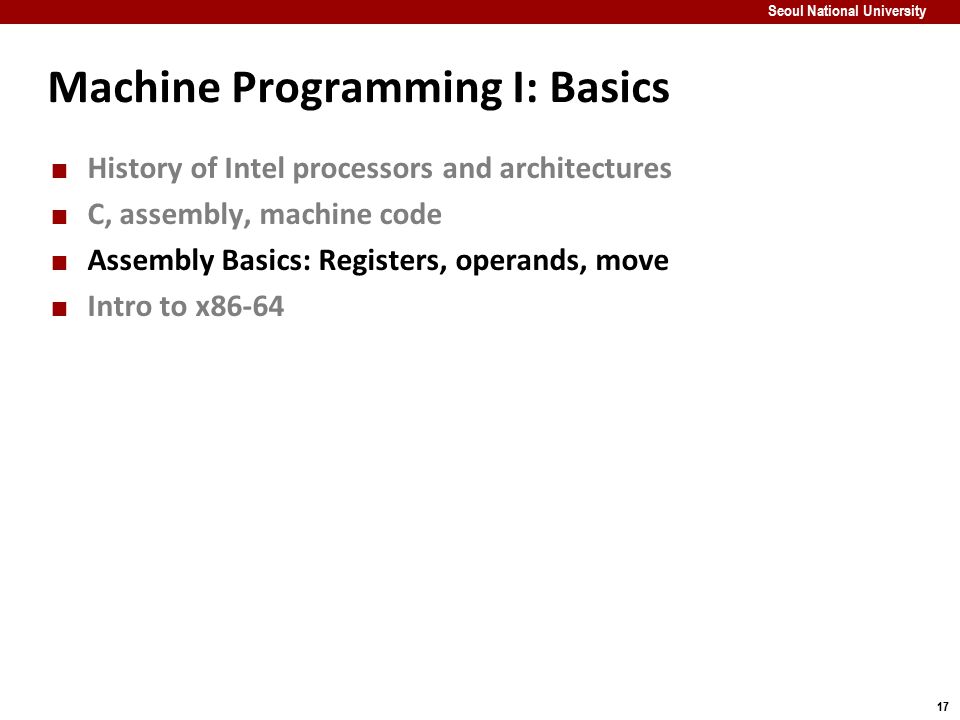 Seoul National University
Machine Programming I: Basics
■ History of Intel processors and architectures
■ C, assembly, machine code
■ Assembly Basics: Registers, operands, move
■ Intro to x86-64
17